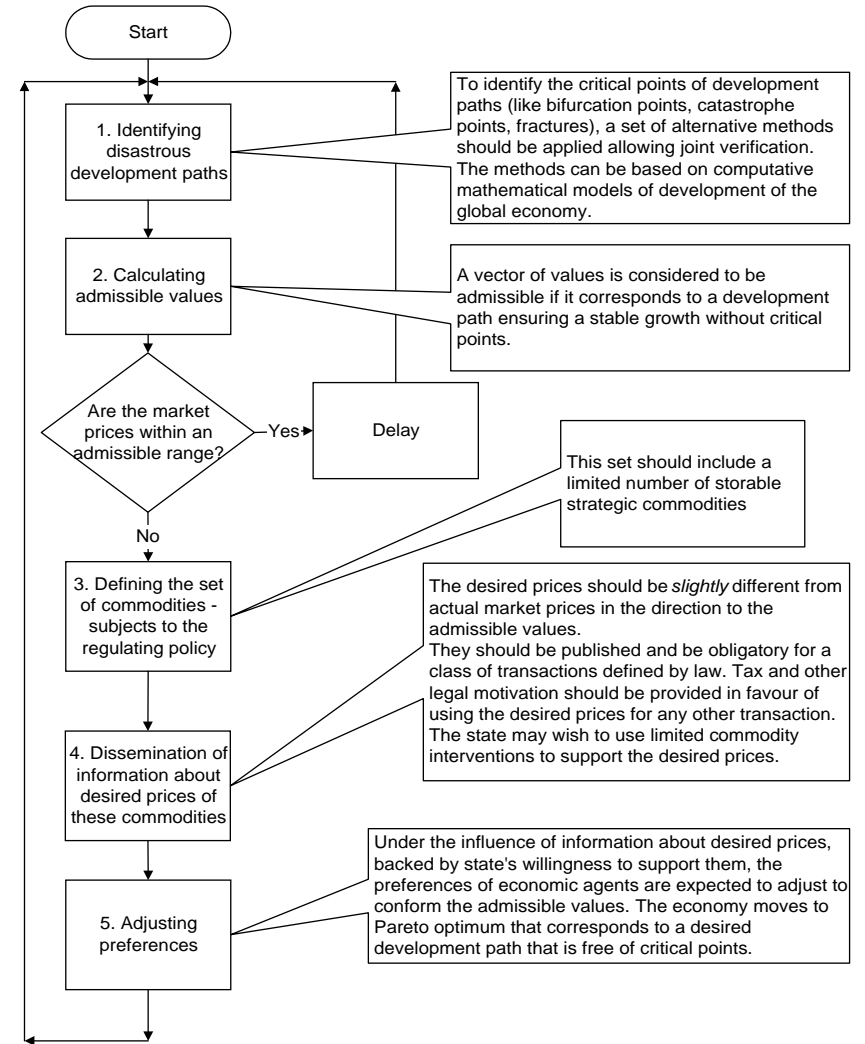 Start
1. Identifying
disastrous
development paths
To identify the critical points of development
paths (like bifurcation points, catastrophe
points, fractures), a set of alternative methods
should be applied allowing joint verification.
The methods can be based on computative
mathematical models of development of the
global economy.
2. Calculating
admissible values
A vector of values is considered to be
admissible if it corresponds to a development
path ensuring a stable growth without critical
points.
Are the market
prices within an
admissible range?
Yes
Delay
No
This set should include a
limited number of storable
strategic commodities
3. Defining the set
of commodities -
subjects to the
regulating policy
The desired prices should be slightly different from
actual market prices in the direction to the
admissible values.
They should be published and be obligatory for a
class of transactions defined by law. Tax and other
legal motivation should be provided in favour of
using the desired prices for any other transaction.
The state may wish to use limited commodity
interventions to support the desired prices.
4. Dissemination of
information about
desired prices of
these commodities
Under the influence of information about desired prices,
backed by state's willingness to support them, the
preferences of economic agents are expected to adjust to
conform the admissible values. The economy moves to
Pareto optimum that corresponds to a desired
development path that is free of critical points.
5. Adjusting
preferences